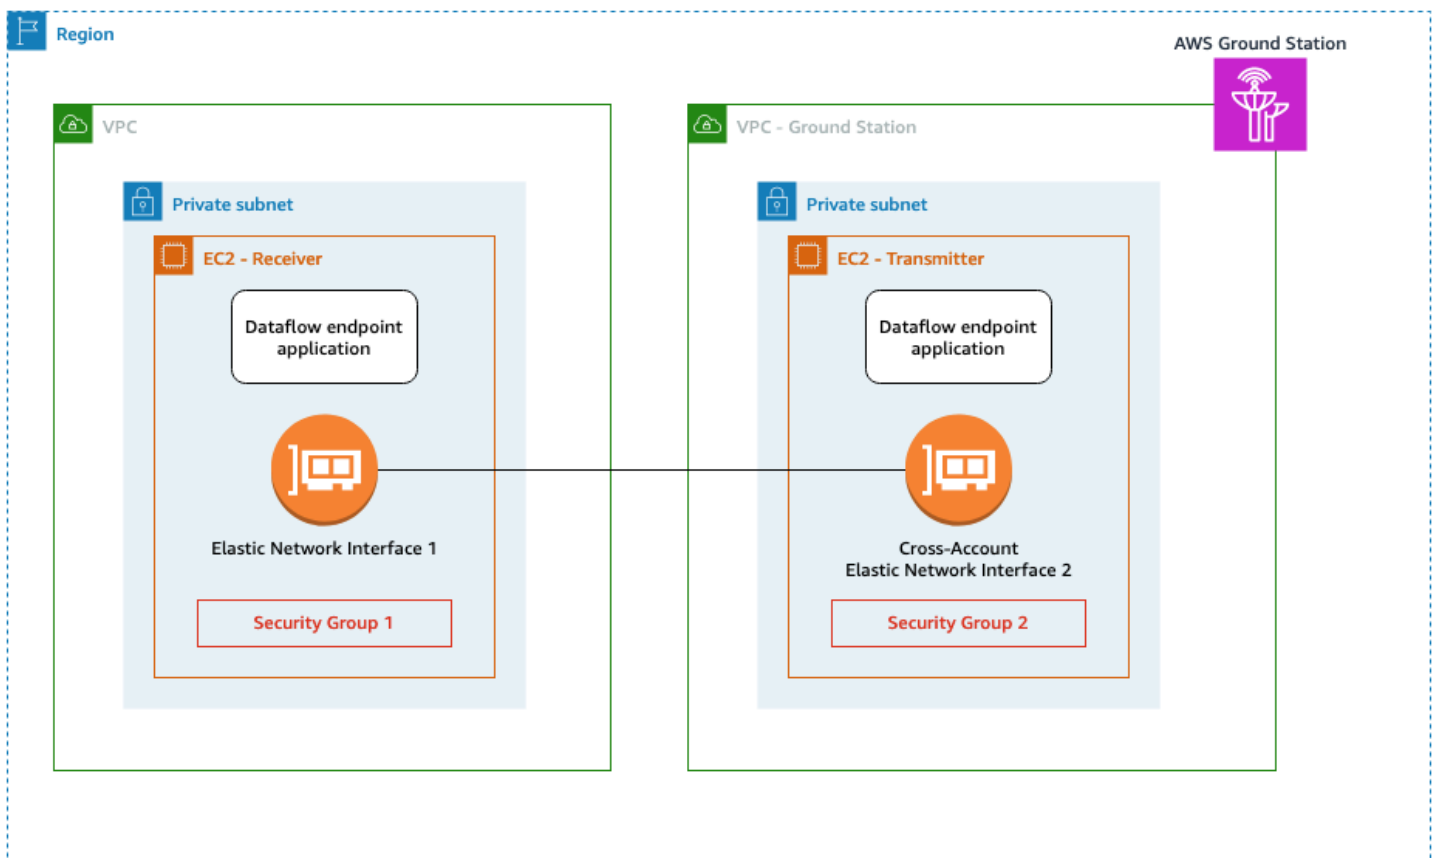 Region
AWS Ground Station
VPC
Private subnet
EC2 - Receiver
Dataflow endpoint
application
Elastic Network Interface 1
Security Group 1
VPC - Ground Station
Private subnet
EC2 - Transmitter
Dataflow endpoint
application
Cross-Account
Elastic Network Interface 2
Security Group 2